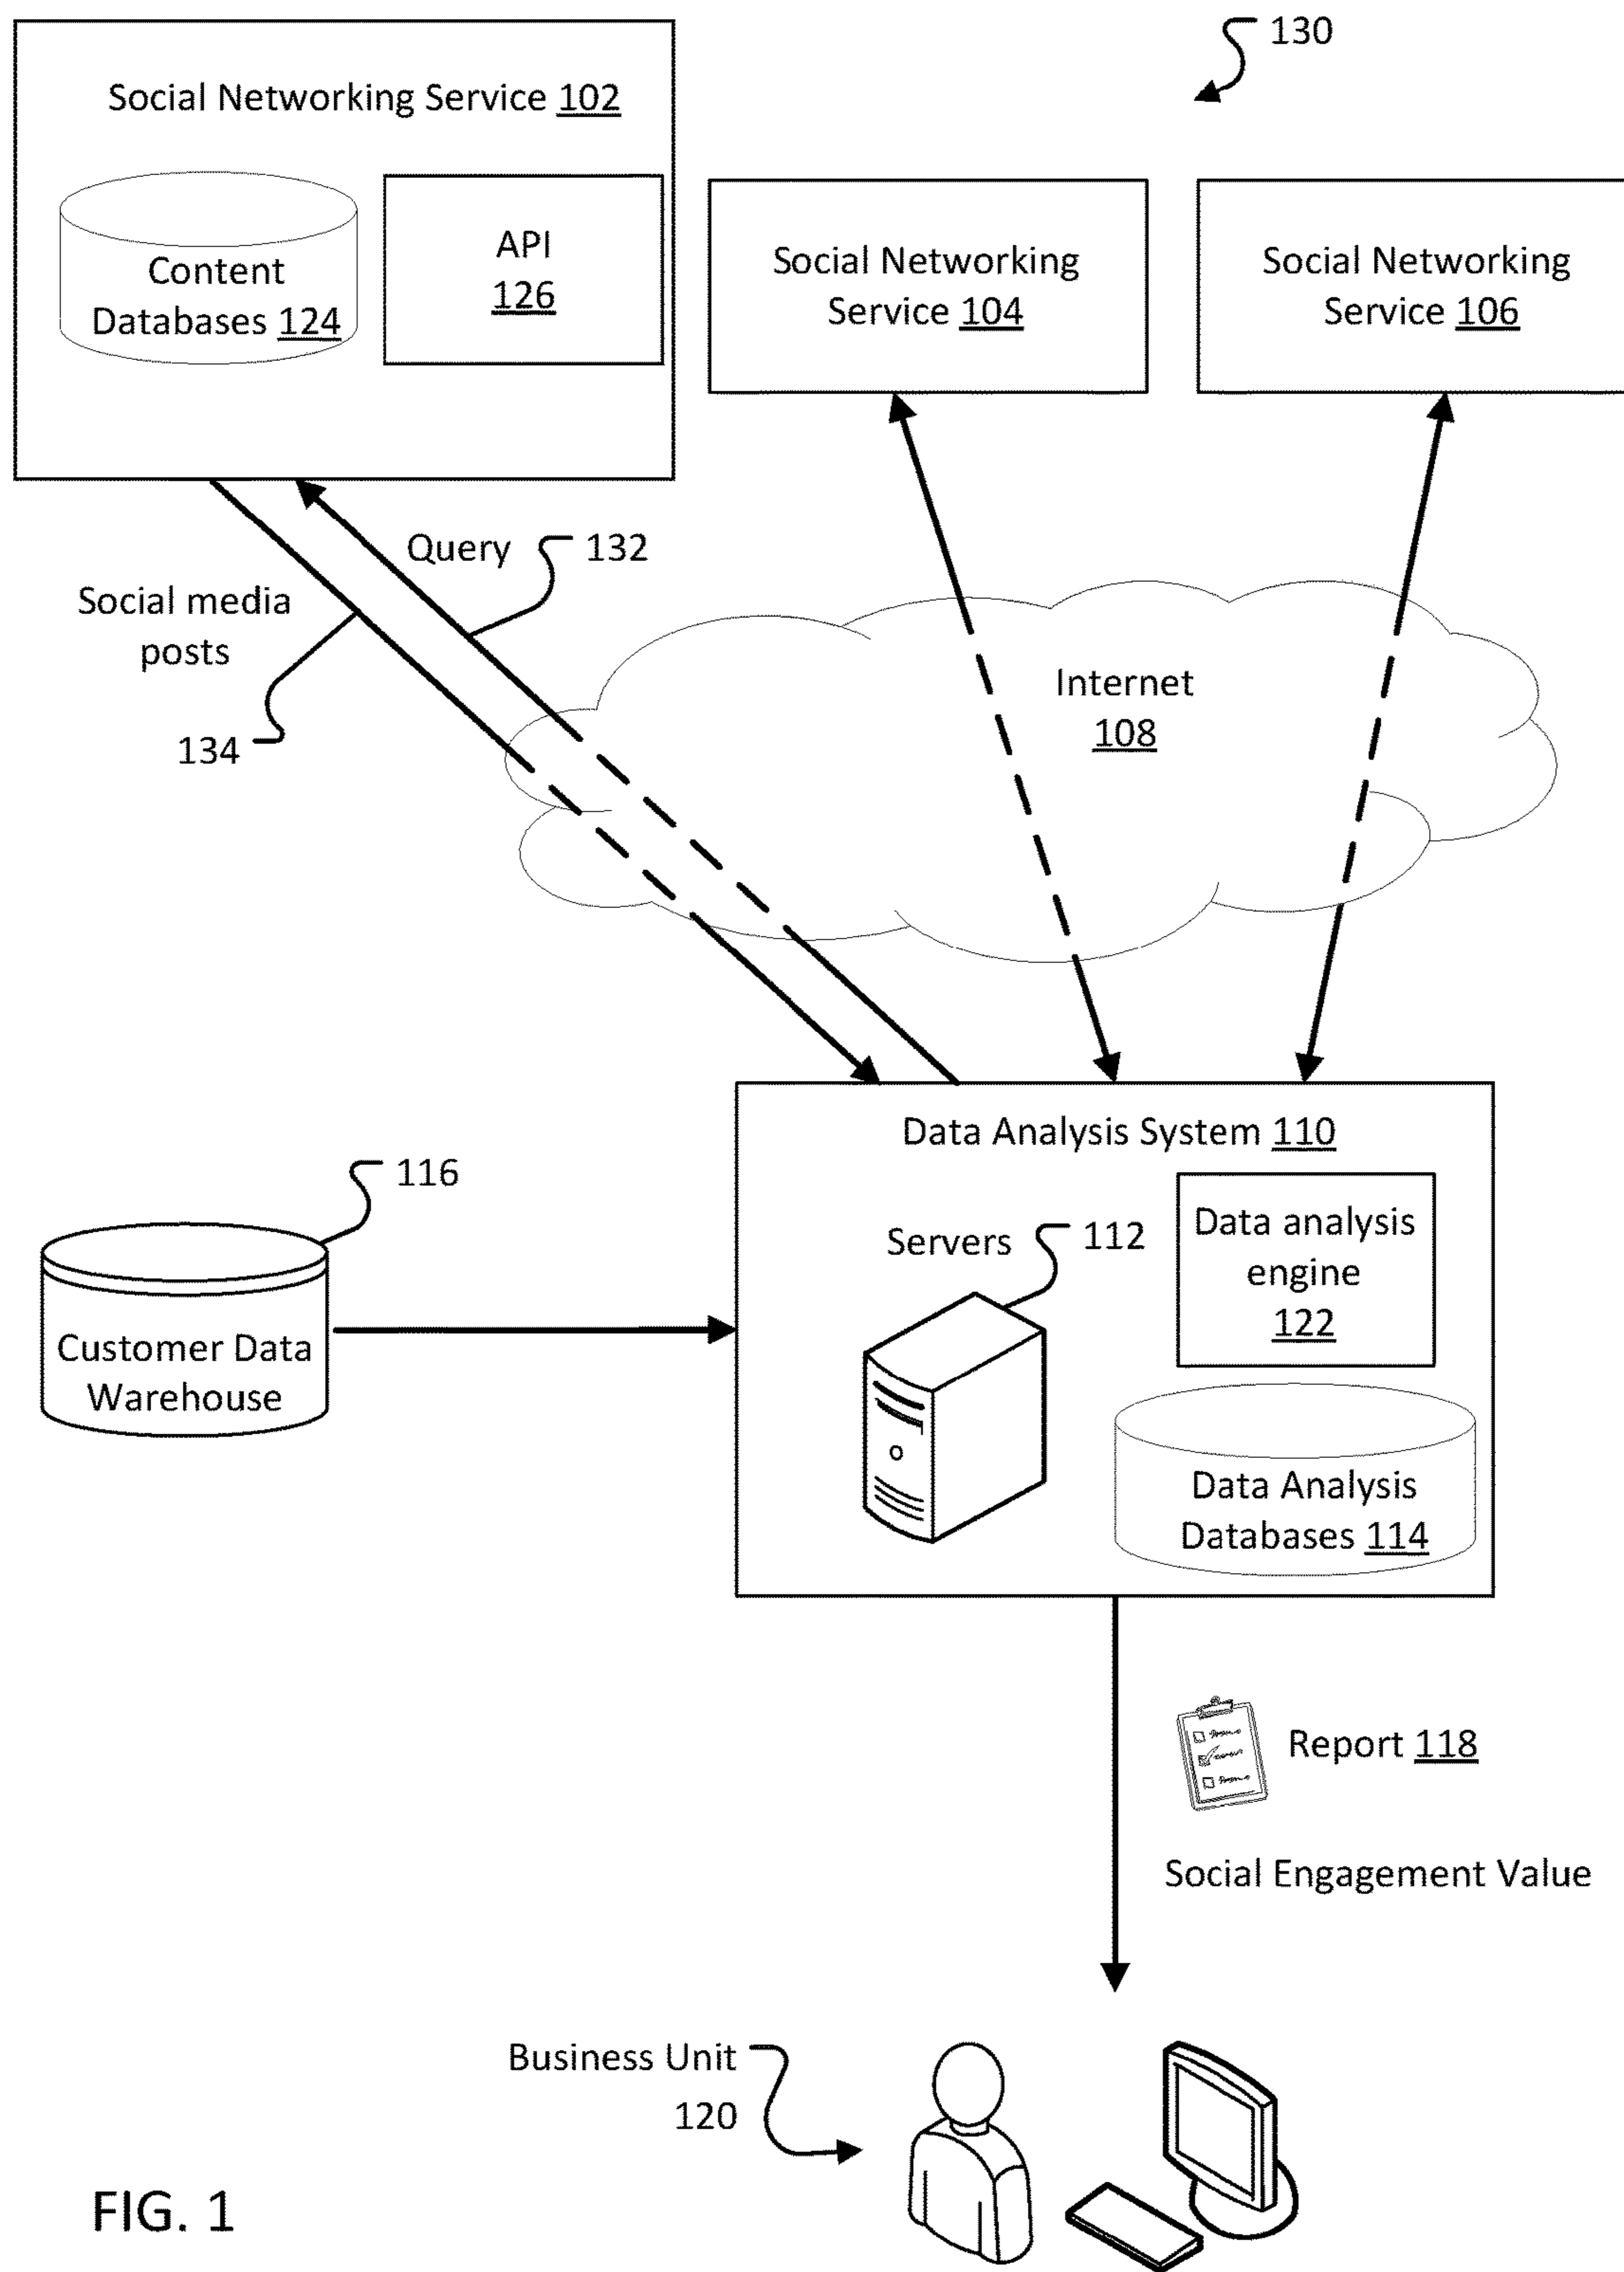 130
Social Networking Service 102
Content
Databases 124
API
126
Social Networking
Service 104
Social Networking
Service 106
Query
132
Social media
posts
134
Internet
108
Data Analysis System 110
116
Customer Data
Warehouse
Servers
112
Data analysis
engine
122
Data Analysis
Databases 114
Report 118
Social Engagement Value
Business Unit
120
FIG. 1